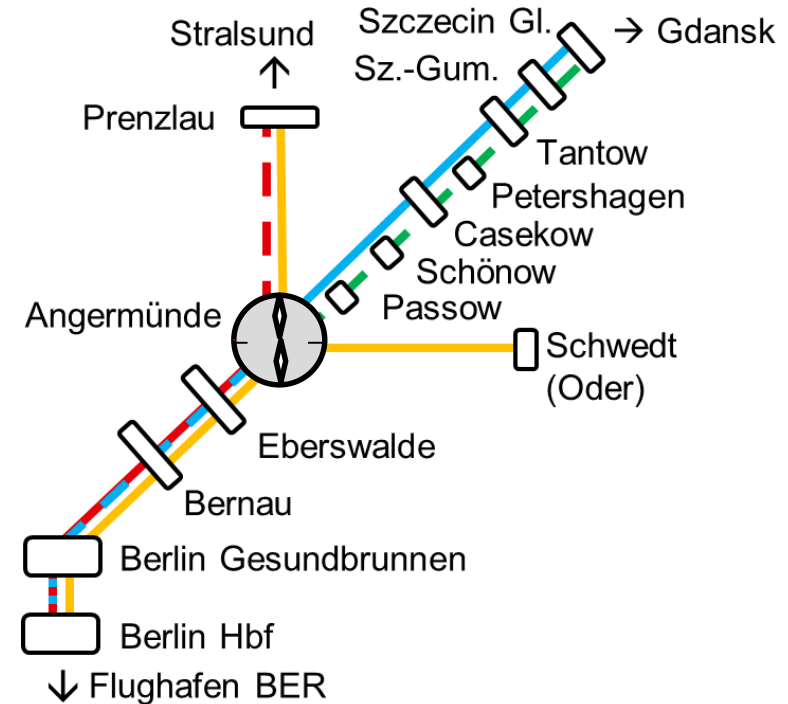 Stralsund
↑
Prenzlau
Szczecin Gl.
→ Gdansk
Sz.-Gum.
Tantow
Petershagen
Casekow
Schönow
Passow
Angermünde
Schwedt
(Oder)
Eberswalde
Bernau
Berlin Gesundbrunnen
Berlin Hbf
↓ Flughafen BER